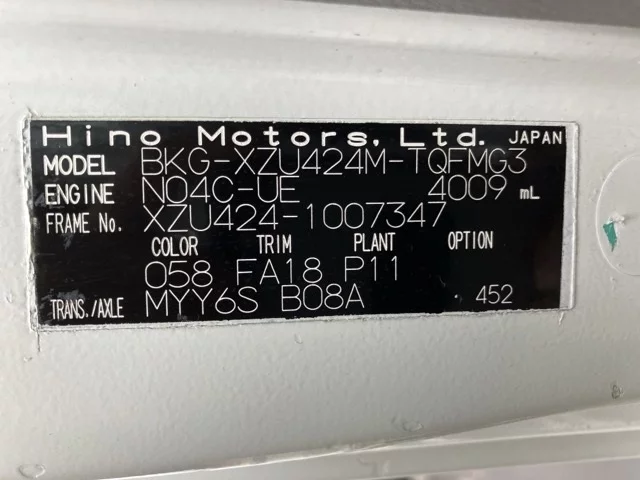 Hino Motors, Ltd. JAPAN
MODEL BKG-XZU424M-TQFMG3
ENGINE N04C-UE 4009 mL
FRAME No. XZU424-1007347
COLOR TRIM PLANT OPTION
058 FA18 P11
TRANS./AXLE MYY6S B08A 452